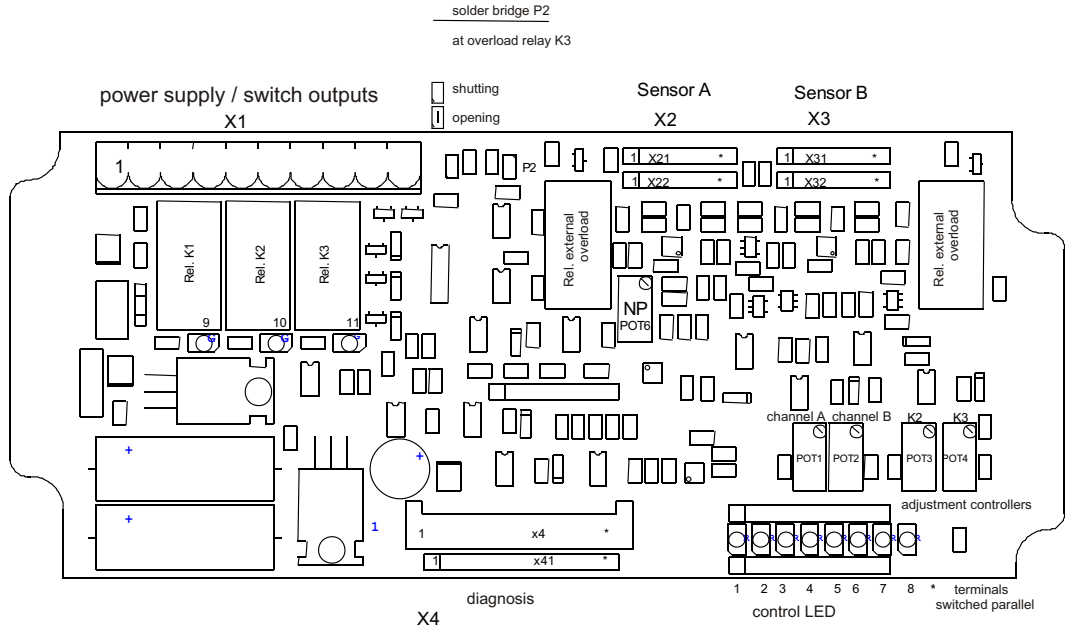 solder bridge P2
at overload relay K3
shutting
opening
power supply / switch outputs
X1
Sensor A
X2
Sensor B
X3
1
P2
1 X21 *
1 X31 *
1 X22 *
1 X32 *
Rel. K1
Rel. K2
Rel. K3
Rel. external
overload
Rel. external
overload
NP
POT6
9
10
11
G
G
channel A
channel B
K2
K3
POT1
POT2
POT3
POT4
adjustment controllers
+
+
+
1
1 x4 *
1 x41 *
R R R R R R R R
1 2 3 4 5 6 7 8 * terminals
switched parallel
control LED
diagnosis
X4